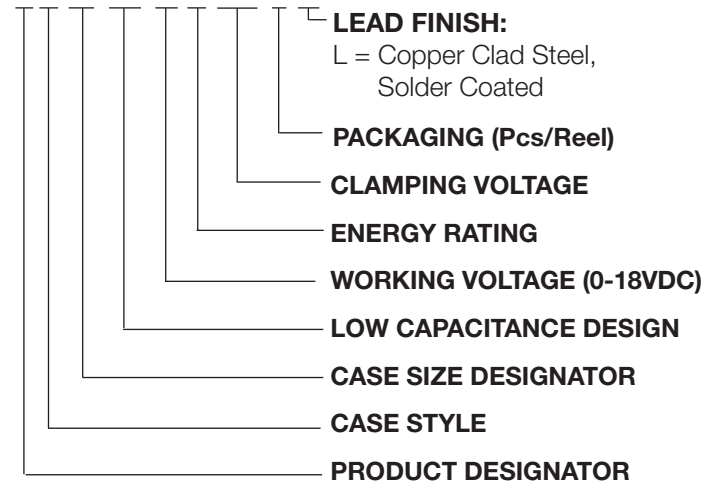 LEAD FINISH:
L = Copper Clad Steel,
Solder Coated
PACKAGING (Pcs/Reel)
CLAMPING VOLTAGE
ENERGY RATING
WORKING VOLTAGE (0-18VDC)
LOW CAPACITANCE DESIGN
CASE SIZE DESIGNATOR
CASE STYLE
PRODUCT DESIGNATOR